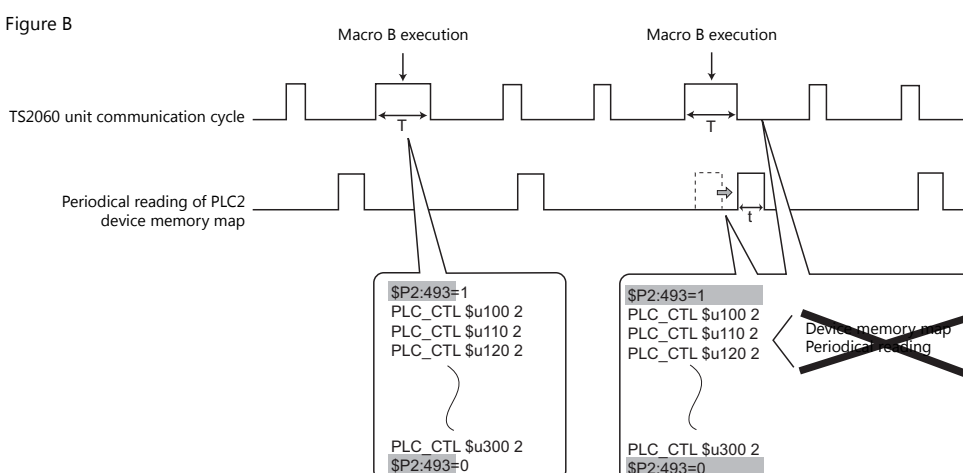 Figure B
Macro B execution
Macro B execution
TS2060 unit communication cycle
T
T
Periodical reading of PLC2
device memory map
t
$P2:493=1
PLC_CTL $u100 2
PLC_CTL $u110 2
PLC_CTL $u120 2
PLC_CTL $u300 2
$P2:493=0
$P2:493=1
PLC_CTL $u100 2
PLC_CTL $u110 2
PLC_CTL $u120 2
Device memory map
Periodical reading
PLC_CTL $u300 2
$P2:493=0